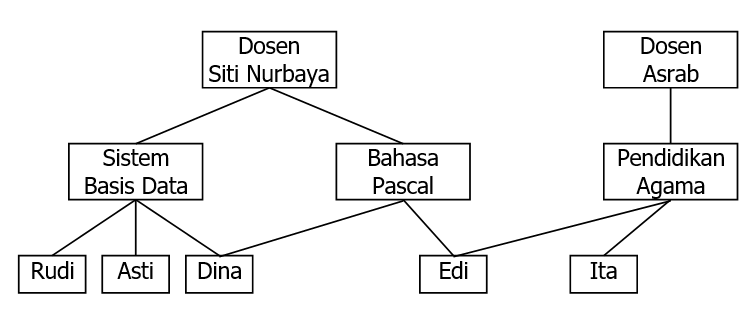 Dosen
Siti Nurbaya
Dosen
Asrab
Sistem
Basis Data
Bahasa
Pascal
Pendidikan
Agama
Rudi
Asti
Dina
Edi
Ita